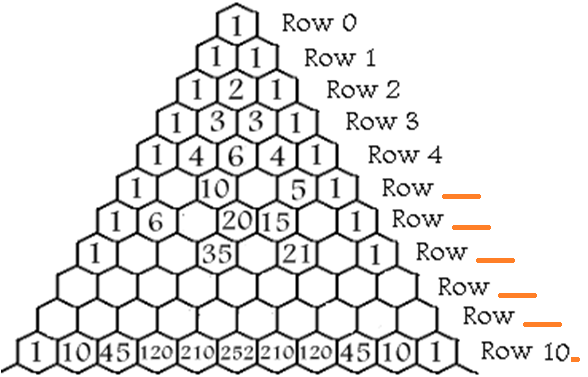 1 Row 0
1 1 Row 1
1 2 1 Row 2
1 3 3 1 Row 3
1 4 6 4 1 Row 4
1 10 5 1 Row
1 6 20 15 1 Row
1 35 21 1 Row
Row
Row
1 10 45 120 210 252 210 120 45 10 1 Row 10